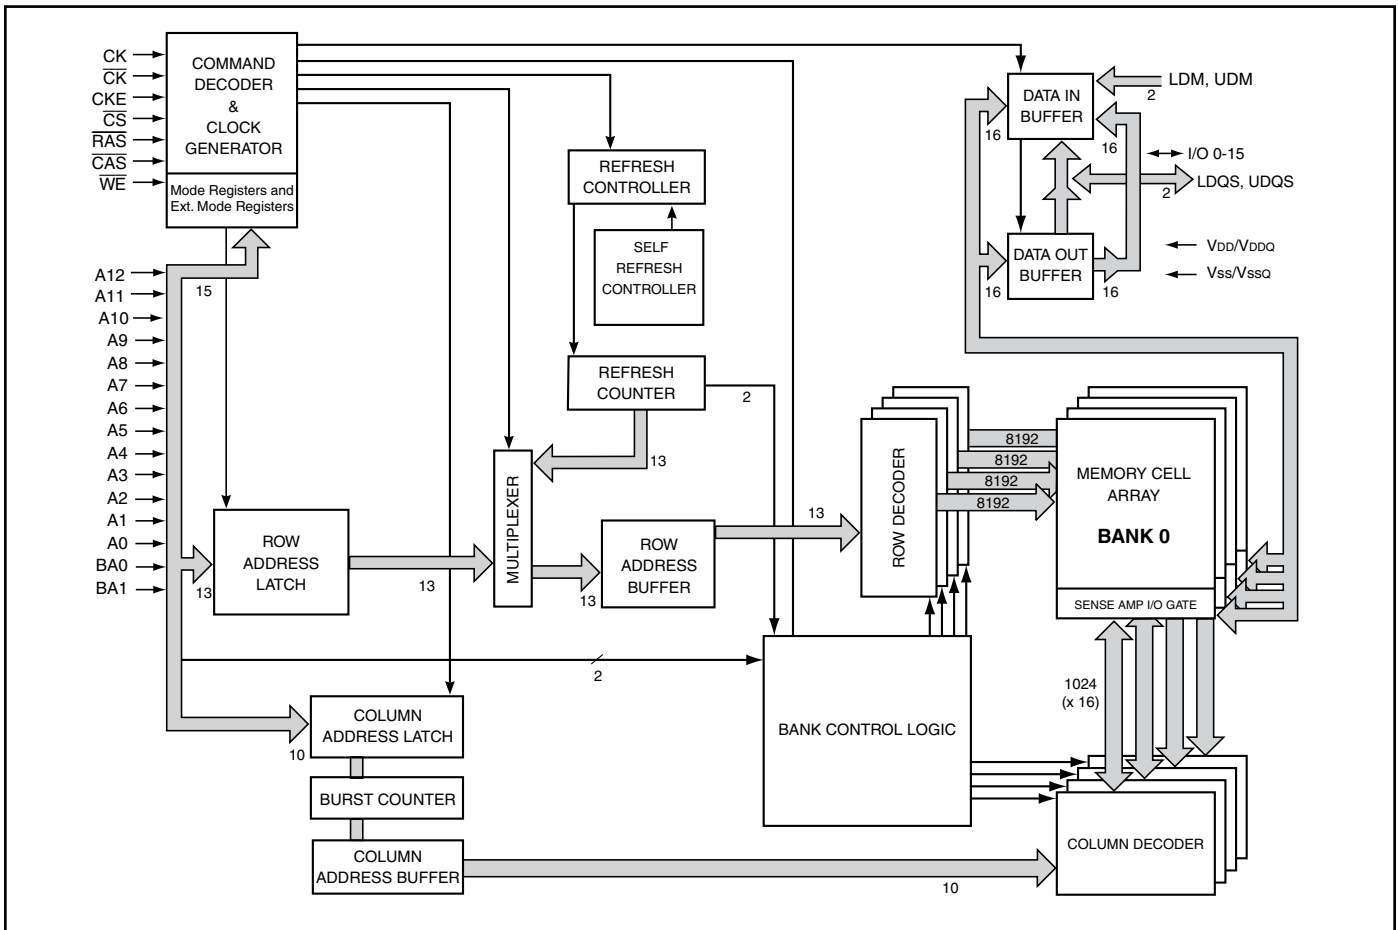 CK
C̅K̅
CKE
C̅S̅
R̅A̅S̅
C̅A̅S̅
W̅E̅
COMMAND
DECODER
&
CLOCK
GENERATOR
Mode Registers and
Ext. Mode Registers
A12
A11
A10
A9
A8
A7
A6
A5
A4
A3
A2
A1
A0
BA0
BA1
15
13
10
ROW
ADDRESS
LATCH
13
2
COLUMN
ADDRESS LATCH
BURST COUNTER
COLUMN
ADDRESS BUFFER
10
REFRESH
CONTROLLER
SELF
REFRESH
CONTROLLER
REFRESH
COUNTER
2
13
MULTIPLEXER
13
ROW
ADDRESS
BUFFER
13
ROW DECODER
8192
8192
8192
8192
MEMORY CELL
ARRAY
BANK 0
SENSE AMP I/O GATE
1024
(x 16)
BANK CONTROL LOGIC
COLUMN DECODER
DATA IN
BUFFER
LDM, UDM
2
16
16
I/O 0-15
LDQS, UDQS
2
DATA OUT
BUFFER
16
16
VDD/VDDQ
VSS/VSSQ